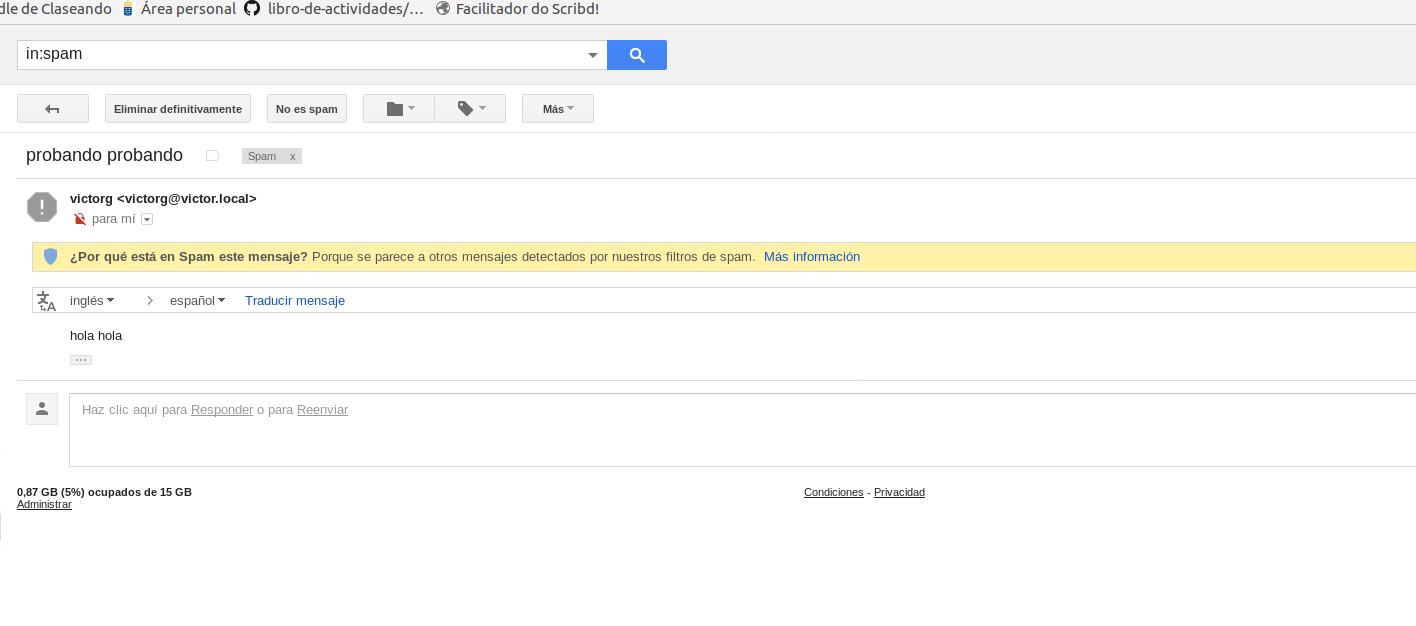 dle de Claseando Área personal libro-de-actividades/… Facilitador do Scribd!
in:spam
Eliminar definitivamente No es spam Más
probando probando Spam x
victorg <victorg@victor.local>
para mí
¿Por qué está en Spam este mensaje? Porque se parece a otros mensajes detectados por nuestros filtros de spam. Más información
inglés > español Traducir mensaje
hola hola
Haz clic aquí para Responder o para Reenviar
0,87 GB (5%) ocupados de 15 GB Condiciones - Privacidad
Administrar